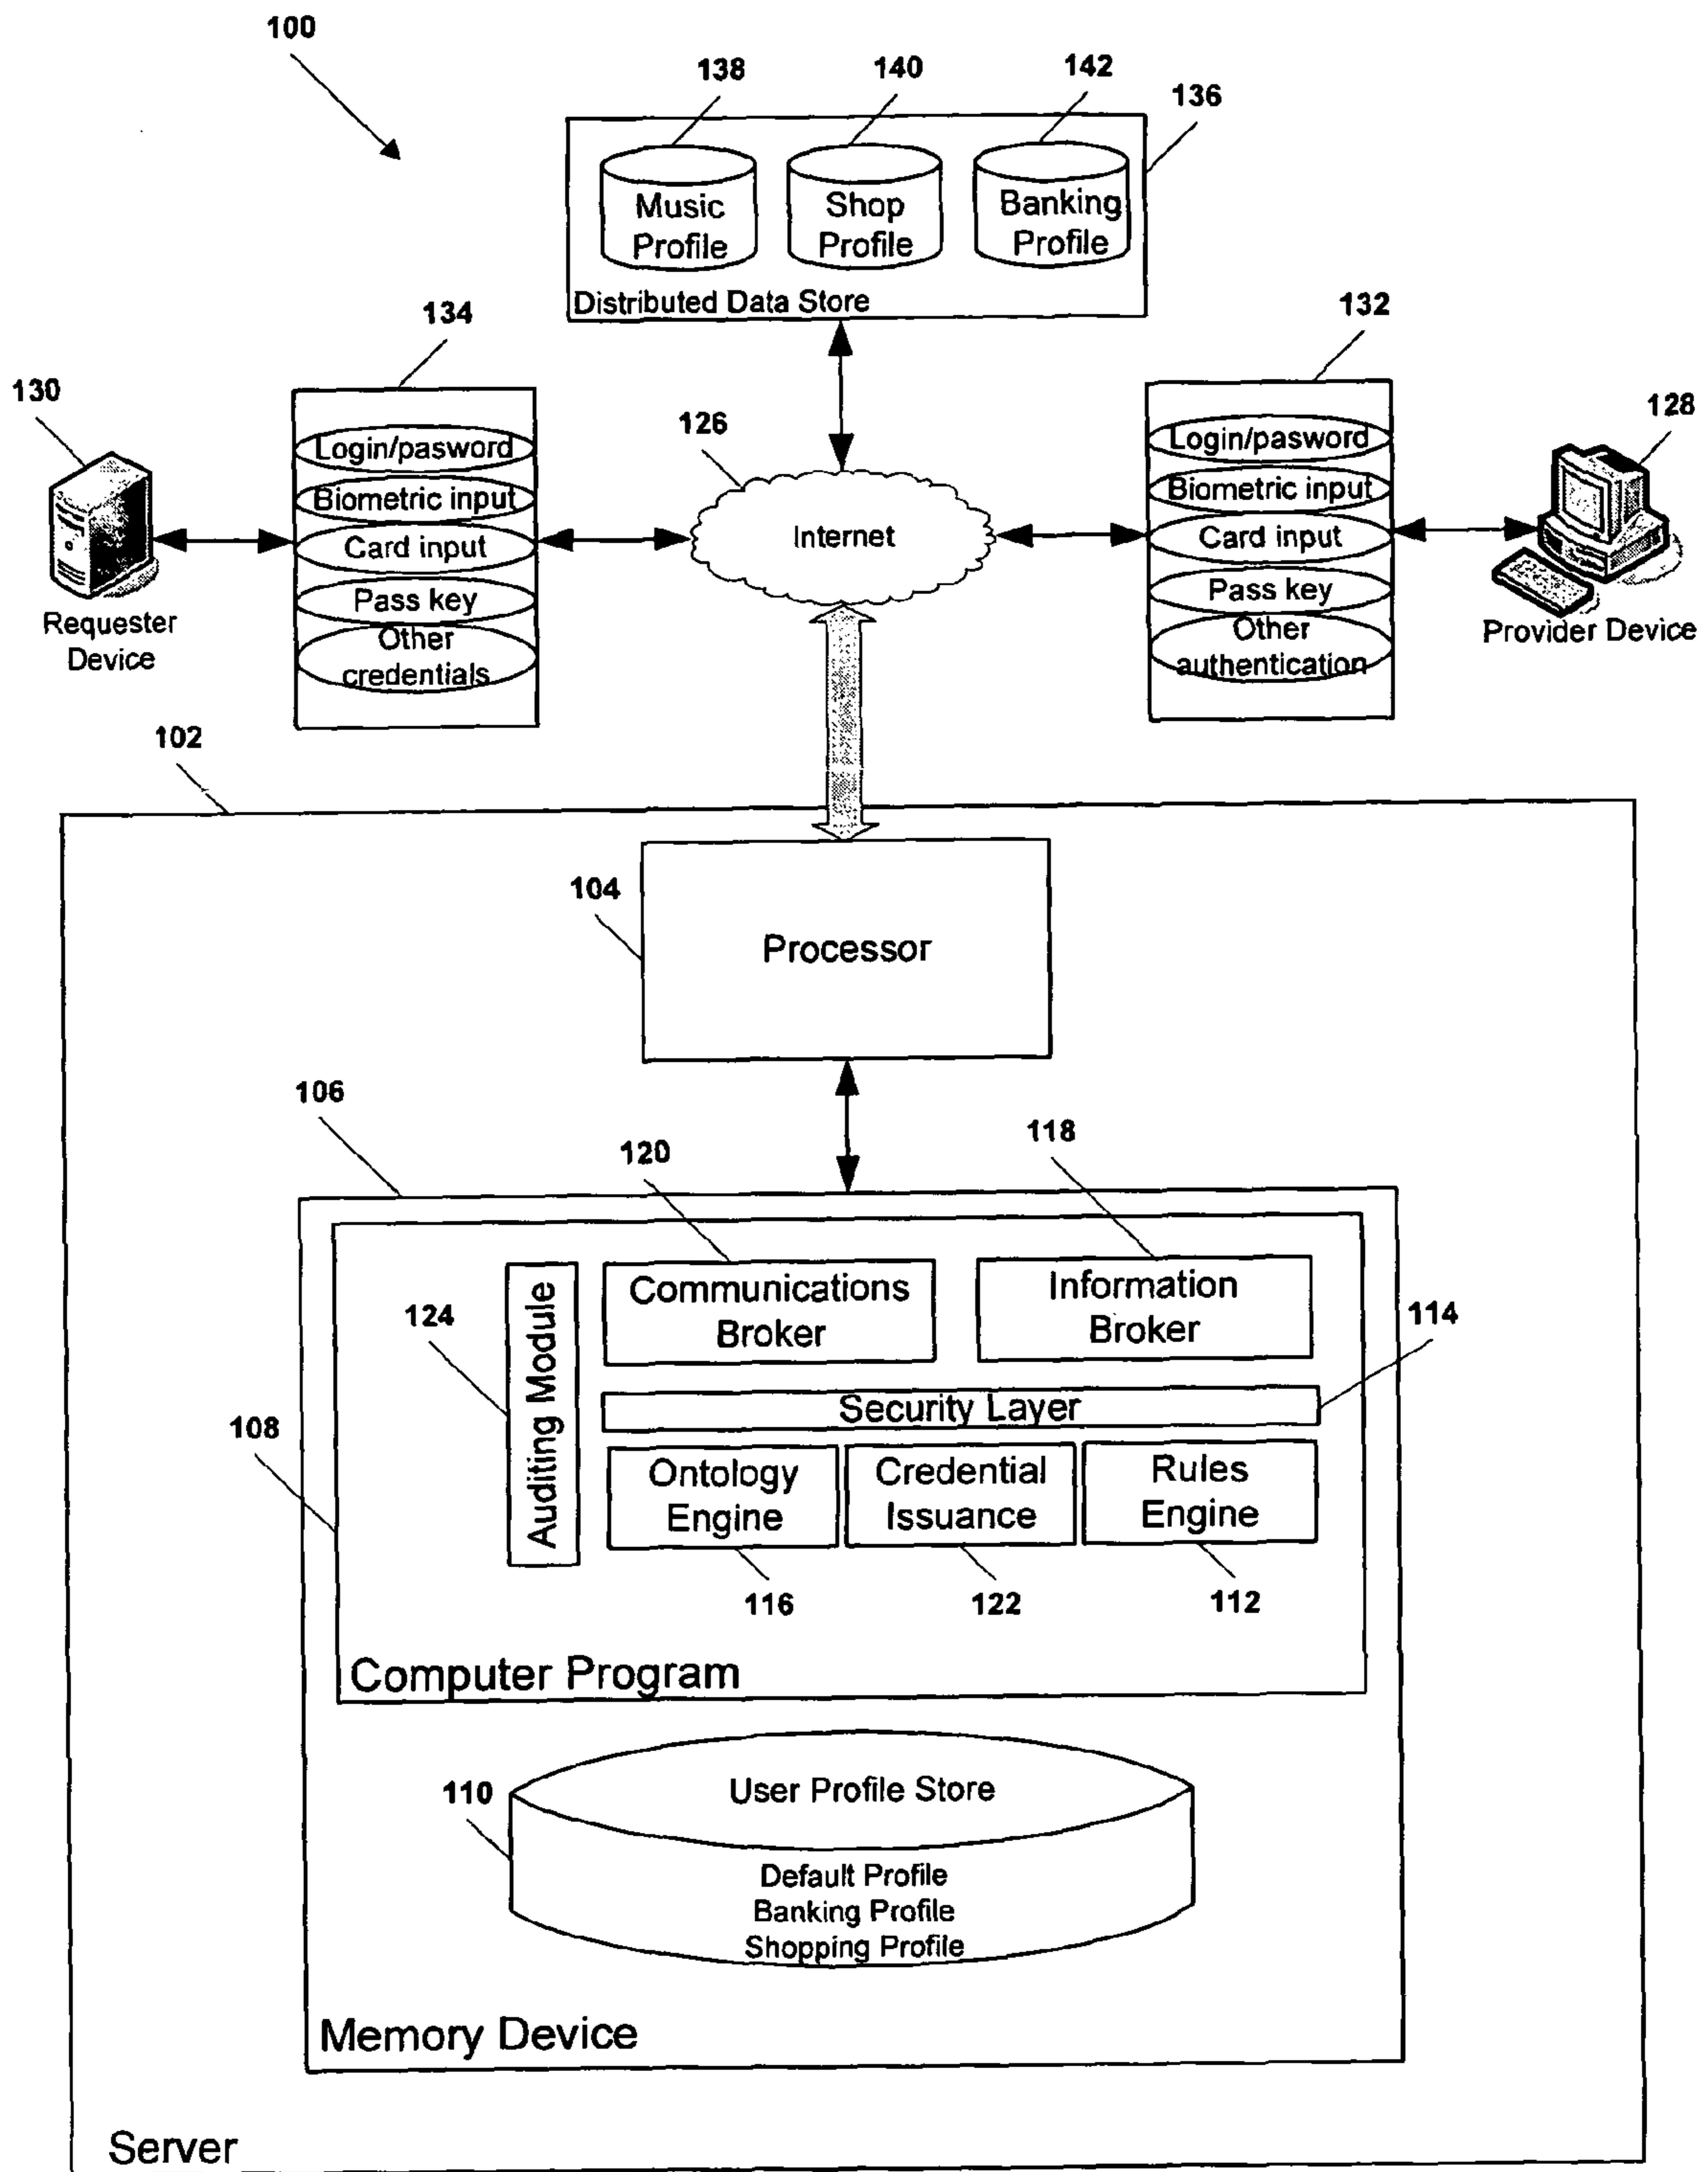 100
138
140
142
136
Music
Profile
Shop
Profile
Banking
Profile
Distributed Data Store
134
132
130
126
128
Login/pasword
Biometric input
Card input
Pass key
Other
credentials
Internet
Login/pasword
Biometric input
Card input
Pass key
Other
authentication
Requester
Device
Provider Device
102
104
Processor
106
120
118
124
Auditing Module
Communications
Broker
Information
Broker
114
Security Layer
108
Ontology
Engine
Credential
Issuance
Rules
Engine
116
122
112
Computer Program
110
User Profile Store
Default Profile
Banking Profile
Shopping Profile
Memory Device
Server